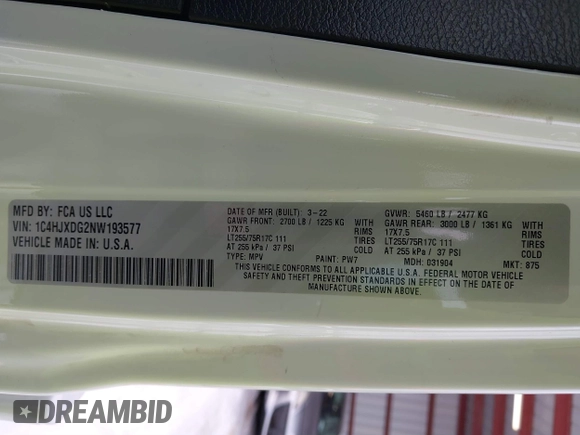 MFD BY: FCA US LLC
VIN: 1C4HJXDG2NW193577
VEHICLE MADE IN: U.S.A.
DATE OF MFR (BUILT): 3-22
GAWR FRONT: 2700 LB / 1225 KG
17X7.5 RIMS
LT255/75R17C 111 TIRES
AT 255 kPa / 37 PSI
TYPE: MPV
GVWR: 5460 LB / 2477 KG
GAWR REAR: 3000 LB / 1361 KG
17X7.5 RIMS
LT255/75R17C 111 TIRES
AT 255 kPa / 37 PSI
PAINT: PW7 MDH: 031904 MKT: 875
THIS VEHICLE CONFORMS TO ALL APPLICABLE U.S.A. FEDERAL MOTOR VEHICLE
SAFETY AND THEFT PREVENTION STANDARDS IN EFFECT ON THE DATE OF MANUFACTURE
SHOWN ABOVE.
DREAMBID